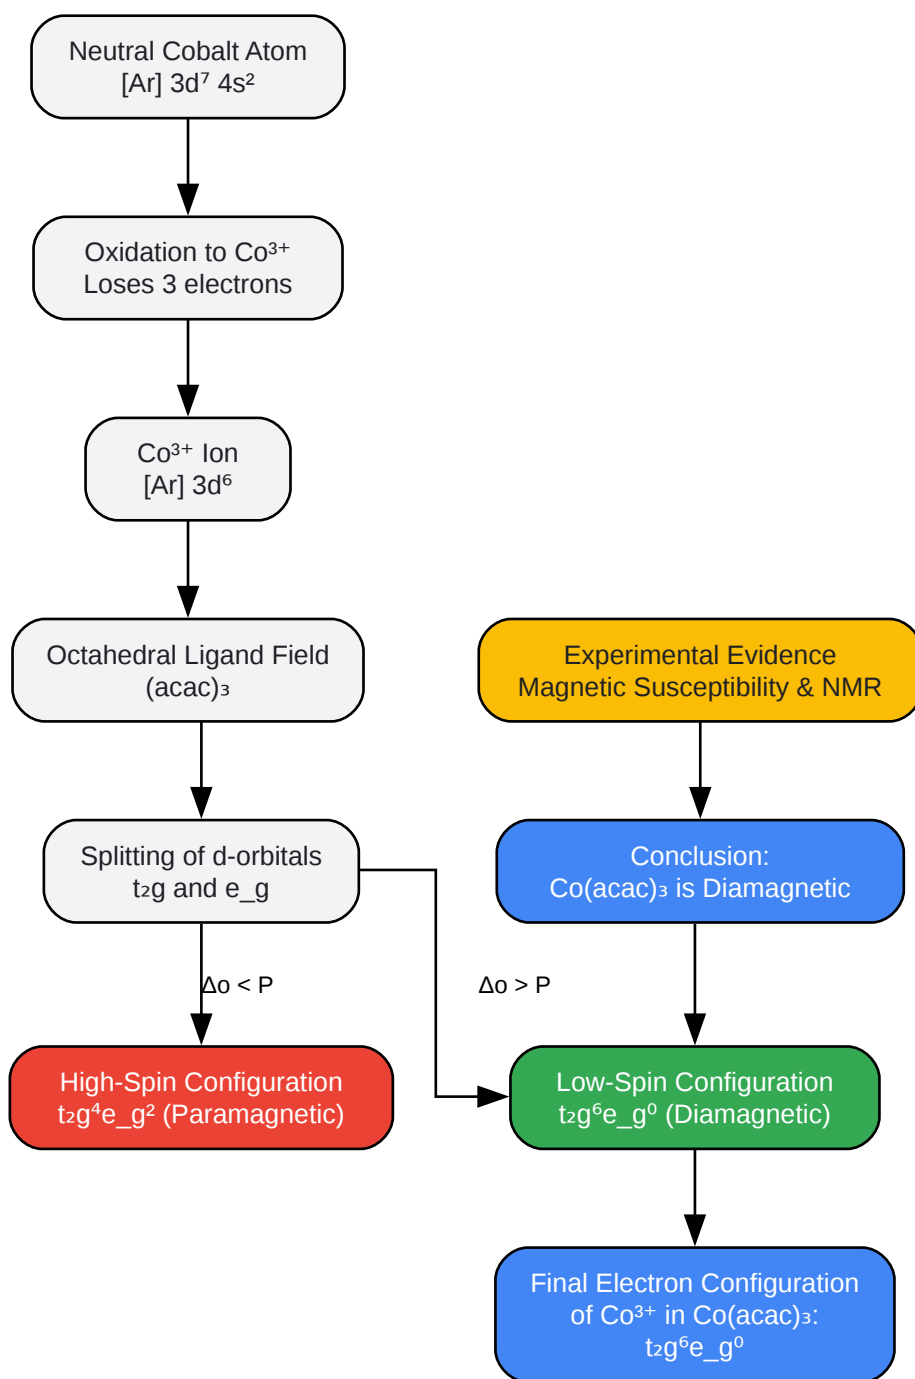 Neutral Cobalt Atom
[Ar] 3d⁷ 4s²
Oxidation to Co³⁺
Loses 3 electrons
Co³⁺ Ion
[Ar] 3d⁶
Octahedral Ligand Field
(acac)₃
Experimental Evidence
Magnetic Susceptibility & NMR
Splitting of d-orbitals
t₂g and e_g
Conclusion:
Co(acac)₃ is Diamagnetic
Δo < P
Δo > P
High-Spin Configuration
t₂g⁴e_g² (Paramagnetic)
Low-Spin Configuration
t₂g⁶e_g⁰ (Diamagnetic)
Final Electron Configuration
of Co³⁺ in Co(acac)₃:
t₂g⁶e_g⁰